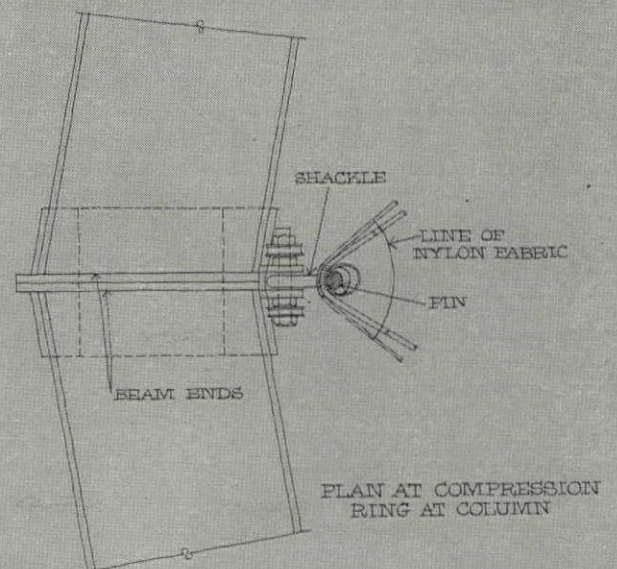 SHACKLE
LINE OF
NYLON FABRIC
PIN
BEAM ENDS
PLAN AT COMPRESSION
RING AT COLUMN